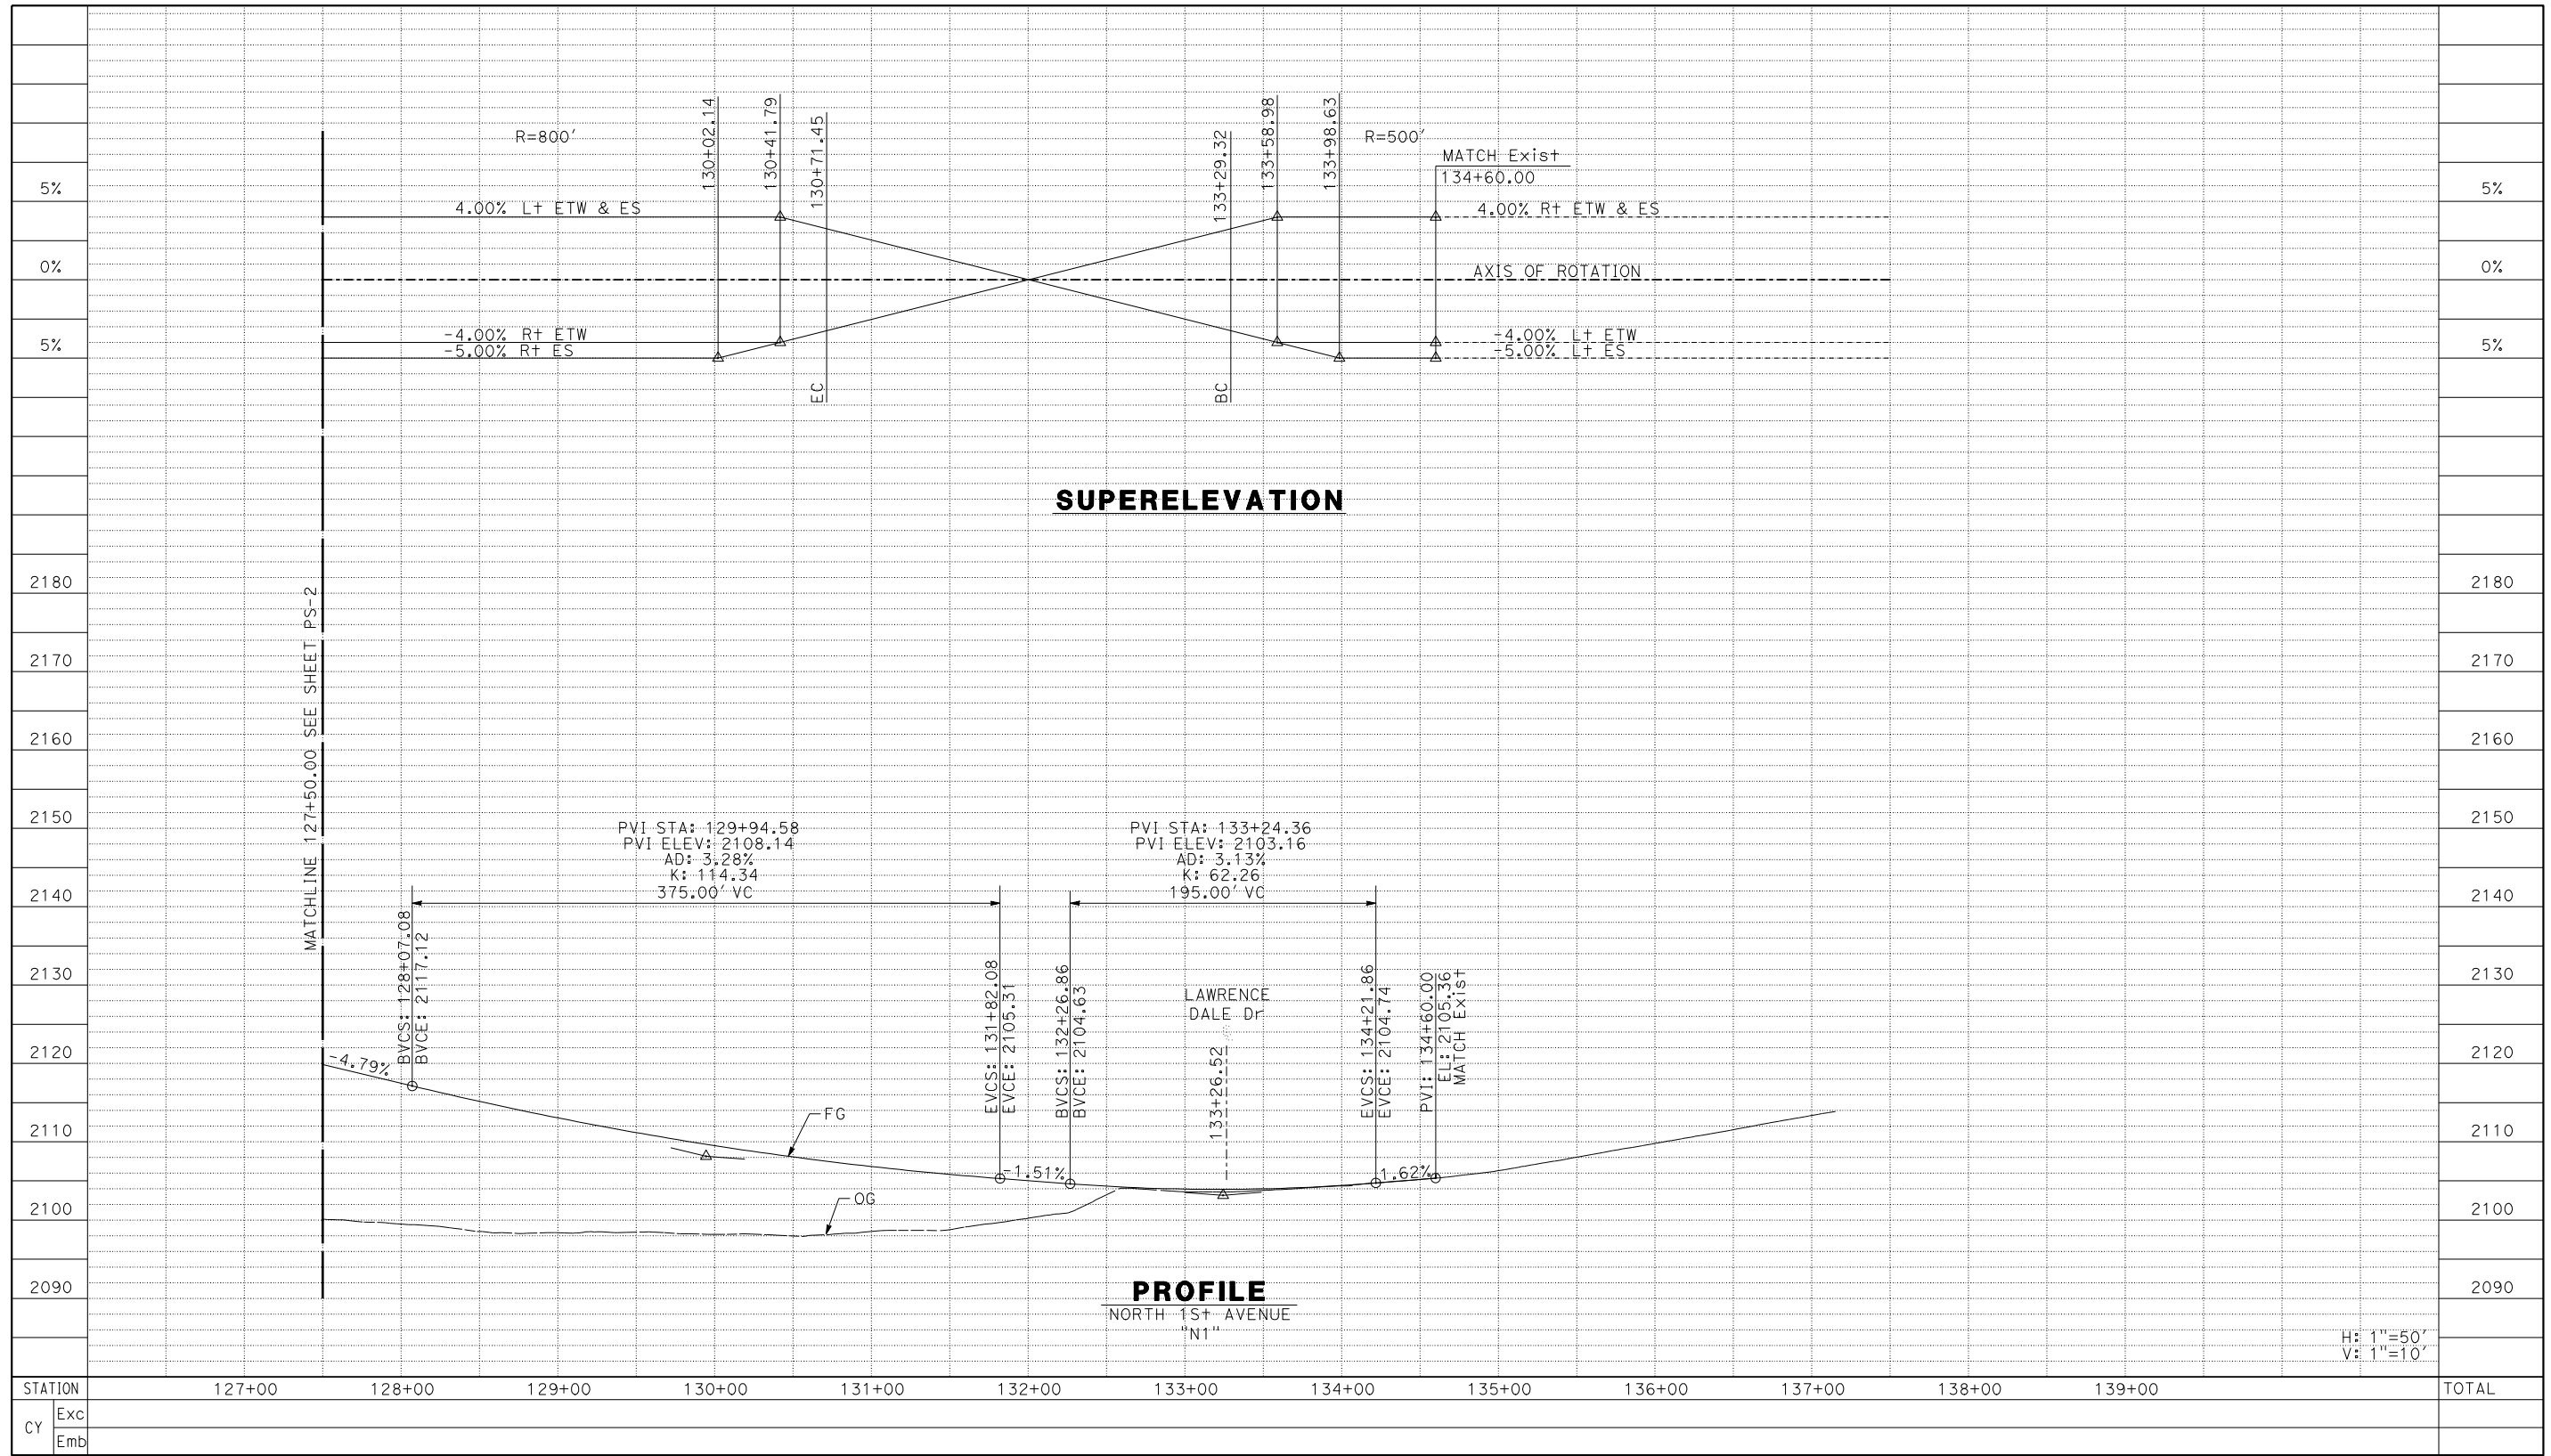 130+02.14
130+41.79
130+71.45
133+29.32
133+58.98
133+98.63
R=800'
R=500'
MATCH Exist
134+60.00
5%
5%
4.00% Lt ETW & ES
4.00% Rt ETW & ES
0%
AXIS OF ROTATION
0%
-4.00% Rt ETW
-4.00% Lt ETW
5%
-5.00% Rt ES
-5.00% Lt ES
5%
EC
BC
SUPERELEVATION
2180
2180
2170
2170
2160
2160
2150
2150
2140
2140
2130
2130
2120
2120
2110
2110
2100
2100
2090
2090
MATCHLINE 127+50.00 SEE SHEET PS-2
PVI STA: 129+94.58
PVI ELEV: 2108.14
AD: 3.28%
K: 114.34
375.00' VC
PVI STA: 133+24.36
PVI ELEV: 2103.16
AD: 3.13%
K: 62.26
195.00' VC
BVCS: 128+07.08
BVCE: 2117.12
EVCS: 131+82.08
EVCE: 2105.31
BVCS: 132+26.86
BVCE: 2104.63
LAWRENCE
DALE Dr
133+26.52
EVCS: 134+21.86
EVCE: 2104.74
PVI: 134+60.00
EL: 2105.36
MATCH Exist
-4.79%
FG
-1.51%
1.62%
OG
PROFILE
NORTH 1St AVENUE
"N1"
H: 1"=50'
V: 1"=10'
STATION
127+00
128+00
129+00
130+00
131+00
132+00
133+00
134+00
135+00
136+00
137+00
138+00
139+00
TOTAL
CY
Exc
Emb